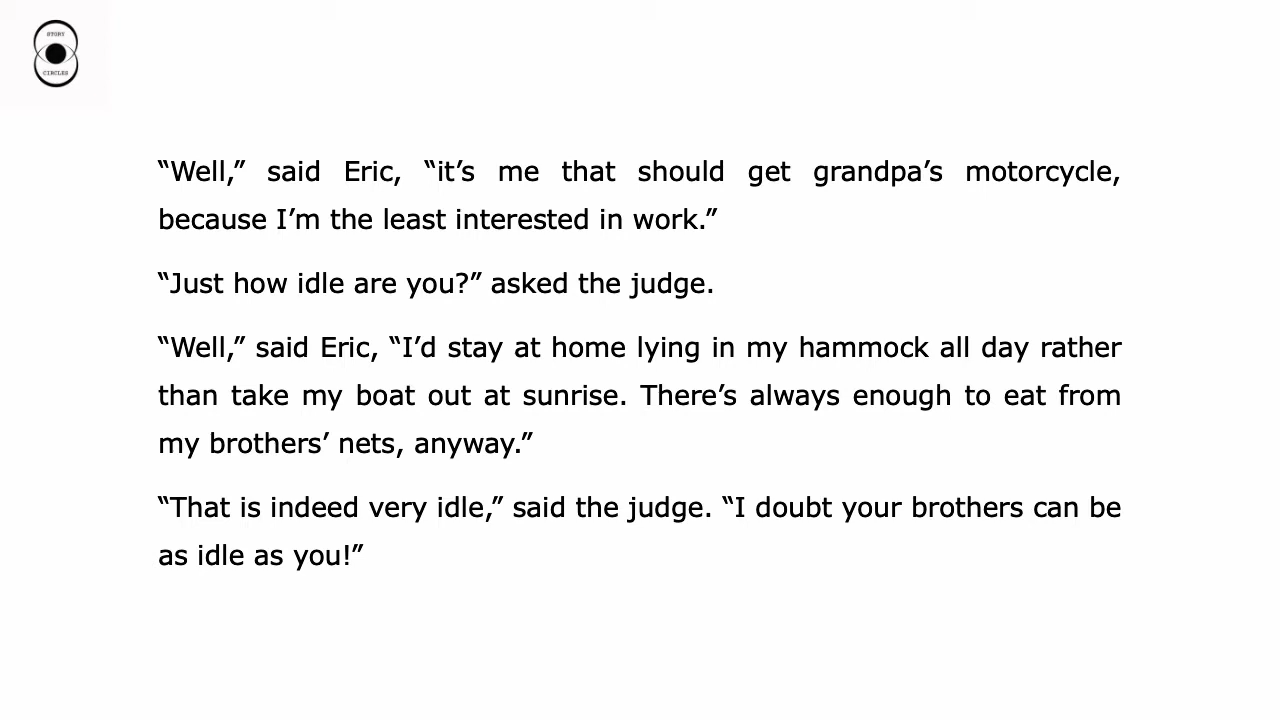 STORY
CIRCLES
“Well,” said Eric, “it’s me that should get grandpa’s motorcycle,
because I’m the least interested in work.”
“Just how idle are you?” asked the judge.
“Well,” said Eric, “I’d stay at home lying in my hammock all day rather
than take my boat out at sunrise. There’s always enough to eat from
my brothers’ nets, anyway.”
“That is indeed very idle,” said the judge. “I doubt your brothers can be
as idle as you!”